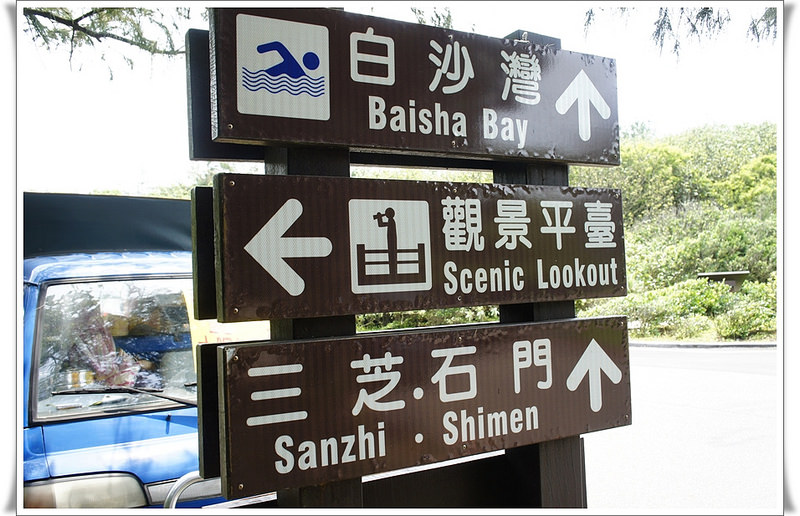 白沙灣
Baisha Bay
觀景平臺
Scenic Lookout
三芝.石門
Sanzhi · Shimen